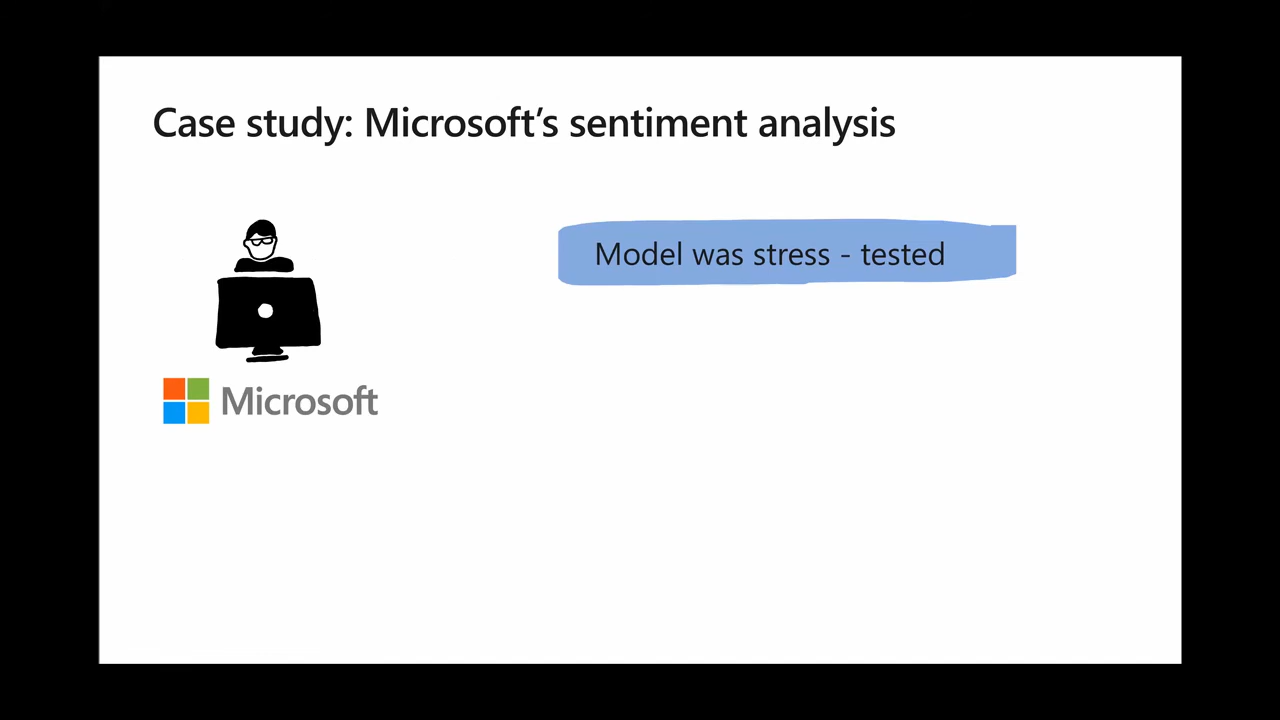 Case study: Microsoft’s sentiment analysis
Model was stress - tested
Microsoft